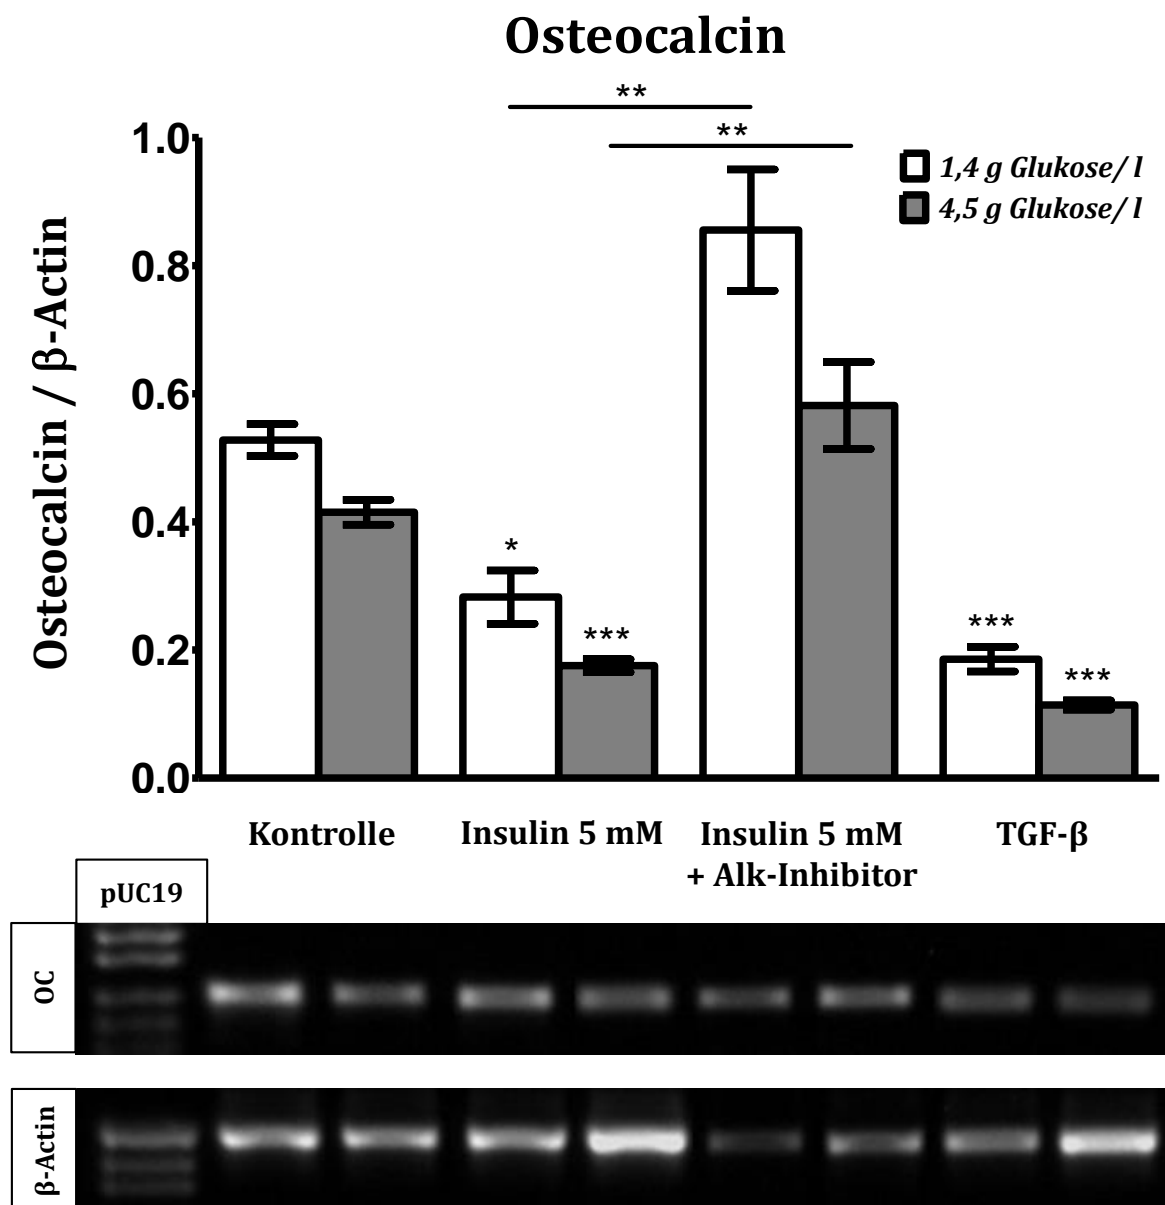 Osteocalcin
**
**
1,4 g Glukose/ l
4,5 g Glukose/ l
Osteocalcin / β-Actin
1.0
0.8
0.6
0.4
0.2
0.0
*
***
***
***
Kontrolle
Insulin 5 mM
Insulin 5 mM
+ Alk-Inhibitor
TGF-β
pUC19
OC
β-Actin